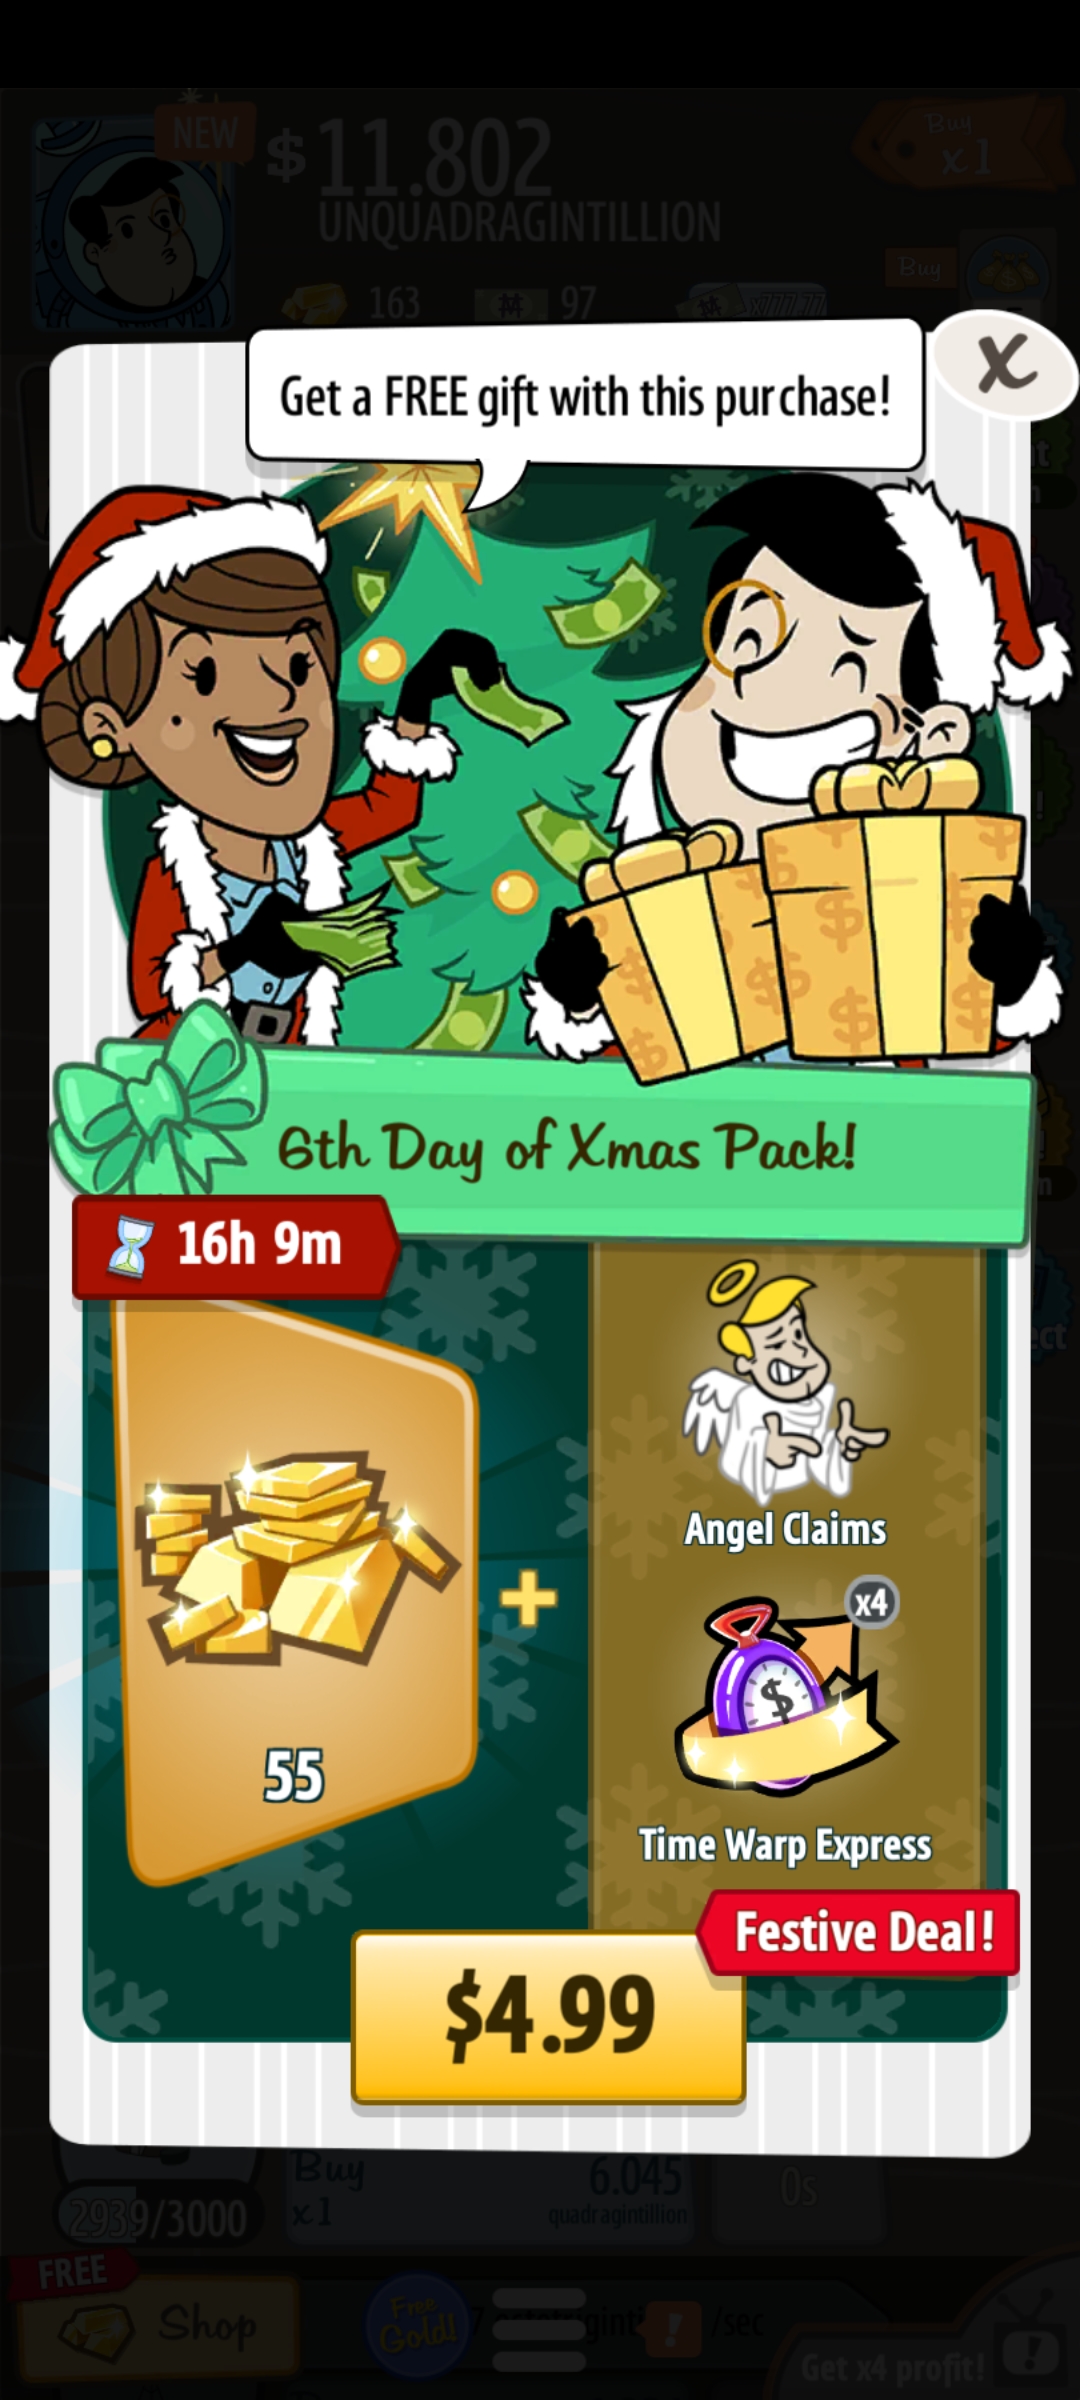 NEW
$11.802
UNQUADRAGINTILLION
Buy
x1
163
97
x777.77
Buy
Get a FREE gift with this purchase!
X
6th Day of Xmas Pack!
16h 9m
Angel Claims
x4
55
Time Warp Express
Festive Deal!
$4.99
Buy
x1
6.045
quadragintillion
0s
2939/3000
FREE
Shop
Free
Gold!
/sec
Get x4 profit!